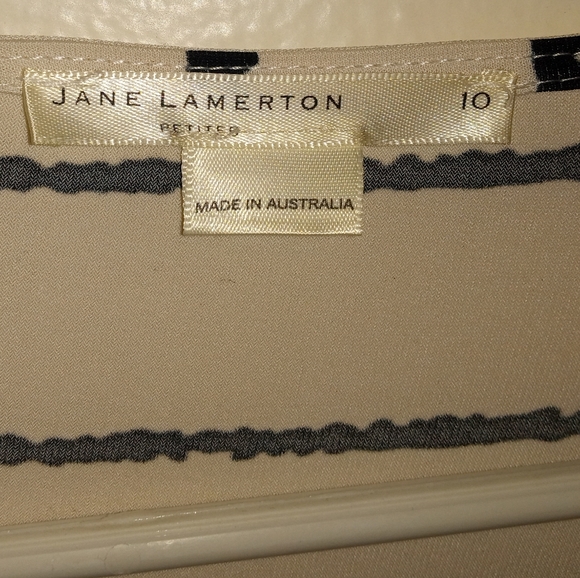 JANE LAMERTON 10
PETITES
MADE IN AUSTRALIA